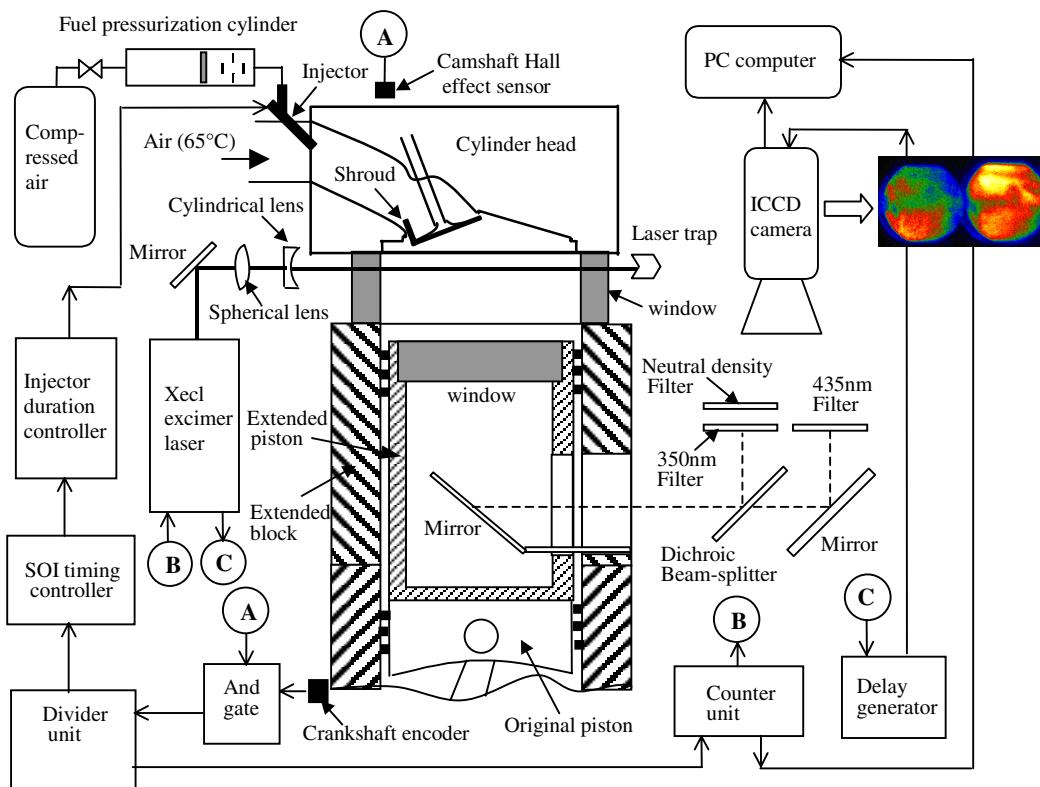 Fuel pressurization cylinder
A
Camshaft Hall
effect sensor
PC computer
Injector
Comp-
ressed
air
Air (65°C)
Cylinder head
Shroud
ICCD
camera
Cylindrical lens
Mirror
Laser trap
Spherical lens
window
Injector
duration
controller
Xecl
excimer
laser
window
Neutral density
Filter
435nm
Filter
Extended
piston
350nm
Filter
Extended
block
Mirror
Mirror
Dichroic
Beam-splitter
B
C
SOI timing
controller
A
B
C
And
gate
Divider
unit
Crankshaft encoder
Original piston
Counter
unit
Delay
generator